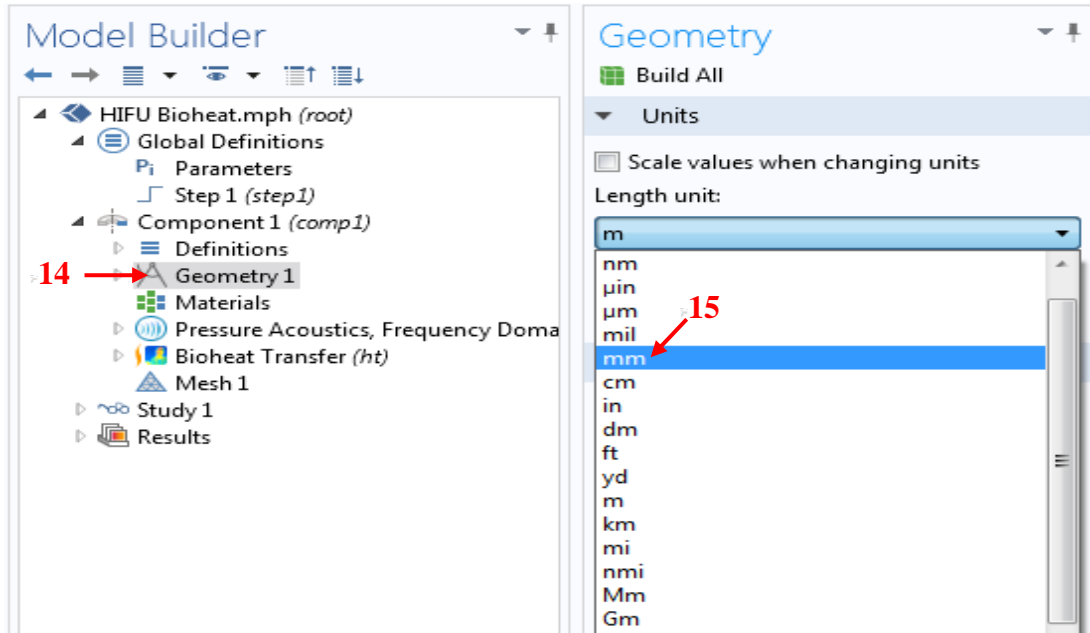 Model Builder
HIFU Bioheat.mph (root)
Global Definitions
Pi Parameters
Step 1 (step1)
Component 1 (comp1)
Definitions
14
Geometry 1
Materials
Pressure Acoustics, Frequency Doma
Bioheat Transfer (ht)
Mesh 1
Study 1
Results
Geometry
Build All
Units
Scale values when changing units
Length unit:
m
nm
µin
µm
15
mil
mm
cm
in
dm
ft
yd
m
km
mi
nmi
Mm
Gm